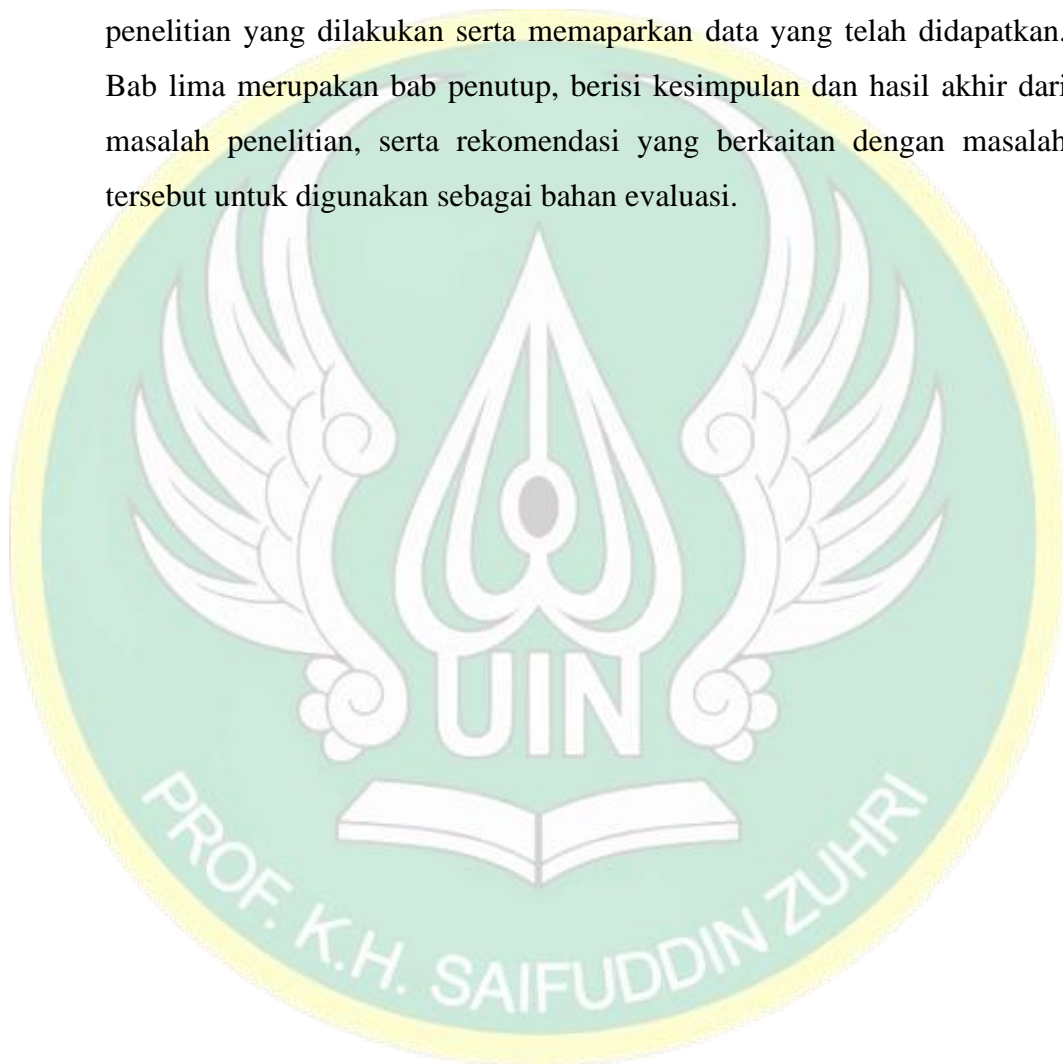 penelitian yang dilakukan serta memaparkan data yang telah didapatkan.
Bab lima merupakan bab penutup, berisi kesimpulan dan hasil akhir dari
masalah penelitian, serta rekomendasi yang berkaitan dengan masalah
tersebut untuk digunakan sebagai bahan evaluasi.
UIN
PROF. K.H. SAIFUDDIN ZUHRI